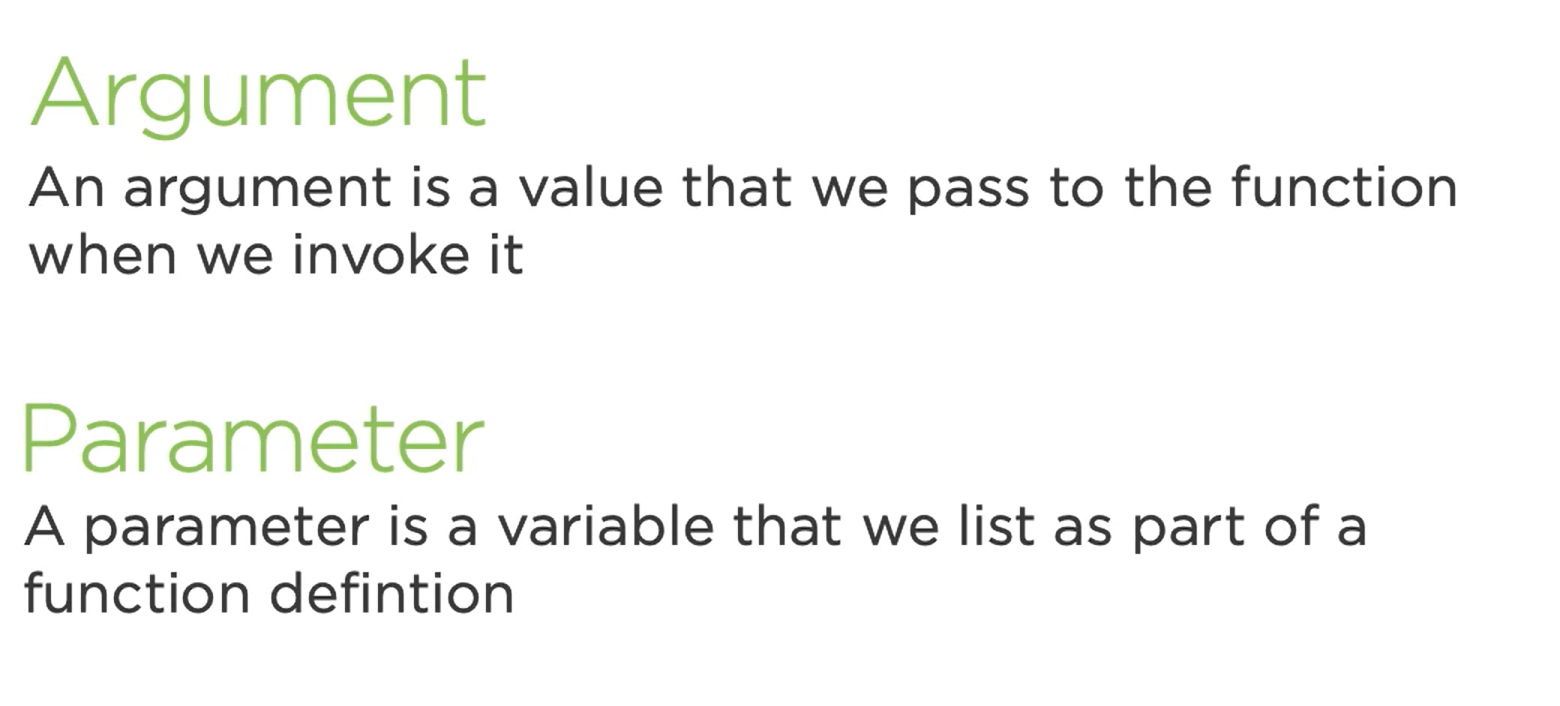 Argument
An argument is a value that we pass to the function
when we invoke it
Parameter
A parameter is a variable that we list as part of a
function defintion